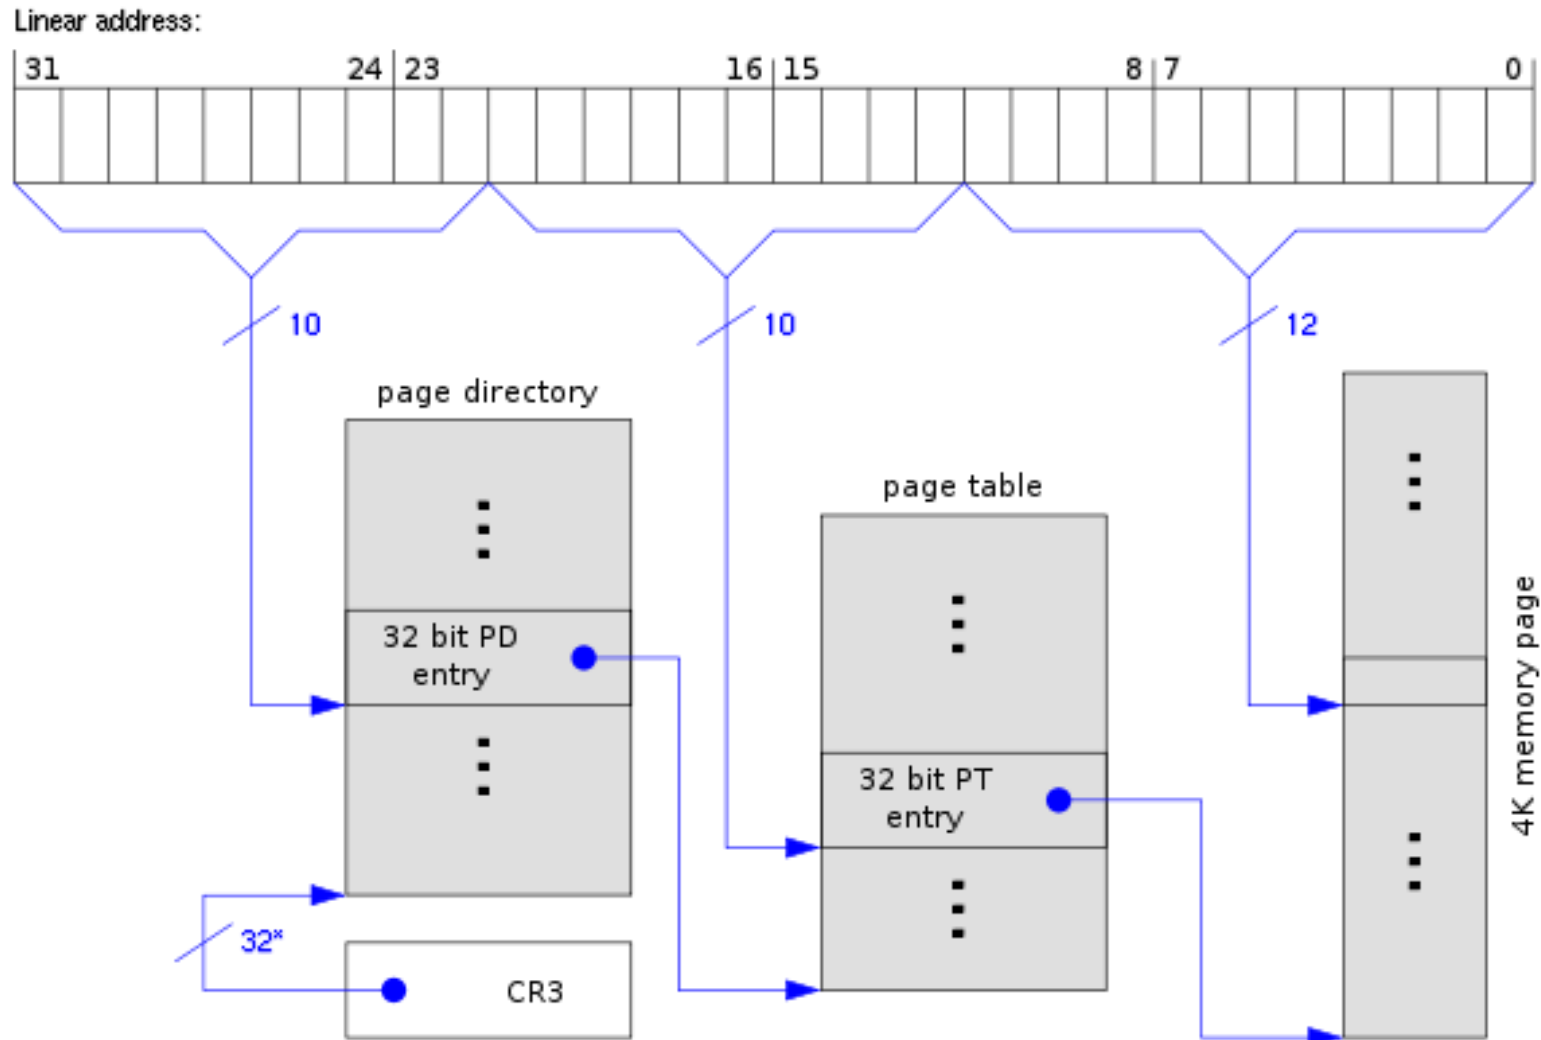 Linear address:
31 24 23 16 15 8 7 0
10 10 12
page directory
page table
32 bit PD
entry
32 bit PT
entry
4K memory page
32*
CR3